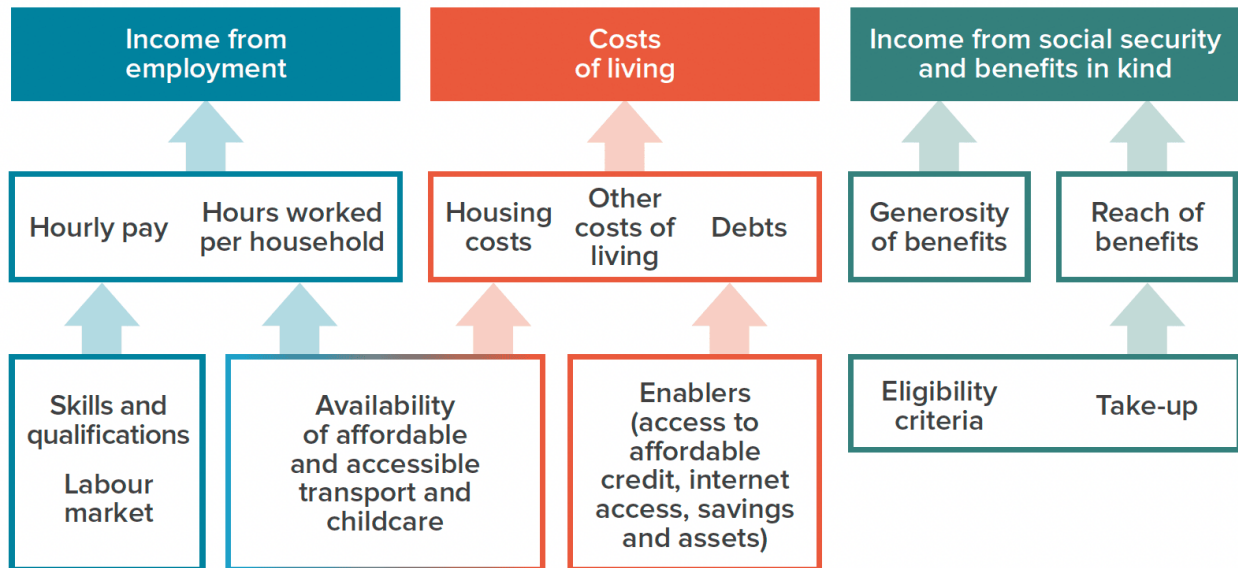 Income from
employment
Costs
of living
Income from social security
and benefits in kind
Hourly pay
Hours worked
per household
Housing
costs
Other
costs of
living
Debts
Generosity
of benefits
Reach of
benefits
Skills and
qualifications
Labour
market
Availability
of affordable
and accessible
transport and
childcare
Enablers
(access to
affordable
credit, internet
access, savings
and assets)
Eligibility
criteria
Take-up